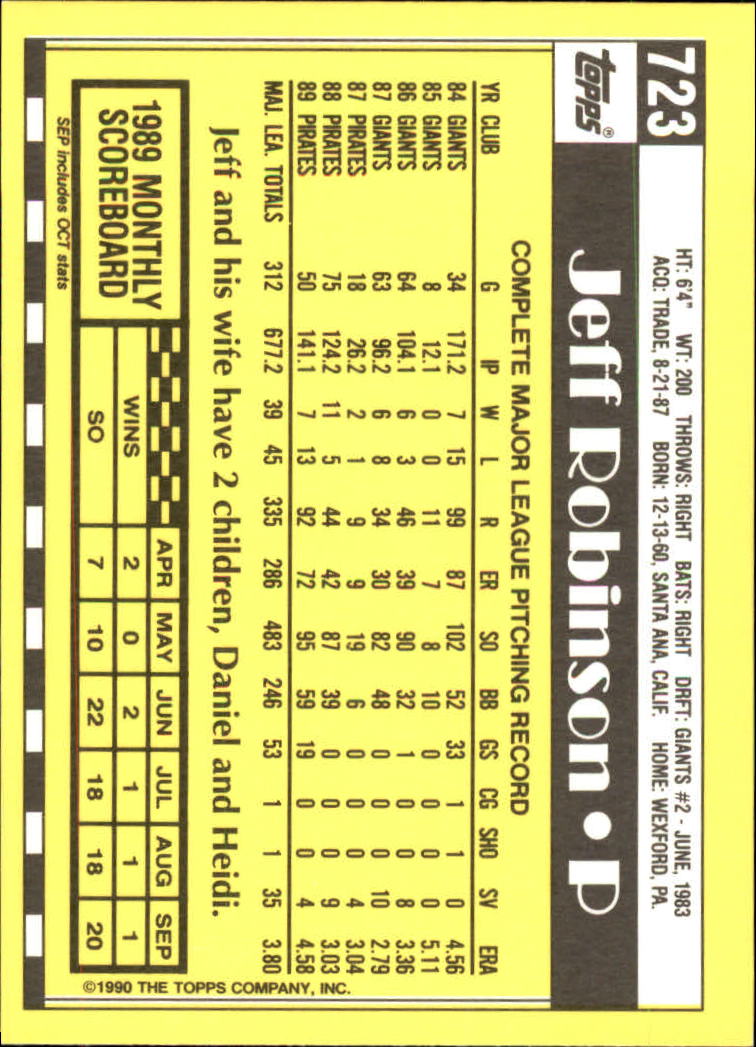 723
HT: 6'4" WT: 200 THROWS: RIGHT BATS: RIGHT DRFT: GIANTS #2 - JUNE, 1983
ACQ: TRADE, 8-21-87 BORN: 12-13-60, SANTA ANA, CALIF. HOME: WEXFORD, PA.
topps®
Jeff Robinson • P
COMPLETE MAJOR LEAGUE PITCHING RECORD
YR CLUB G IP W L R ER SO BB GS CG SHO SV ERA
84 GIANTS 34 171.2 7 15 99 87 102 52 33 1 1 0 4.56
85 GIANTS 8 12.1 0 0 11 7 8 10 0 0 0 0 5.11
86 GIANTS 64 104.1 6 3 46 39 90 32 1 0 0 8 3.36
87 GIANTS 63 96.2 6 8 34 30 82 48 0 0 0 10 2.79
87 PIRATES 18 26.2 2 1 9 9 19 6 0 0 0 4 3.04
88 PIRATES 75 124.2 11 5 44 42 87 39 0 0 0 9 3.03
89 PIRATES 50 141.1 7 13 92 72 95 59 19 0 0 4 4.58
MAJ. LEA. TOTALS 312 677.2 39 45 335 286 483 246 53 1 1 35 3.80
Jeff and his wife have 2 children, Daniel and Heidi.
1989 MONTHLY
SCOREBOARD
SEP includes OCT stats
APR MAY JUN JUL AUG SEP
WINS 2 0 2 1 1 1
SO 7 10 22 18 18 20
©1990 THE TOPPS COMPANY, INC.